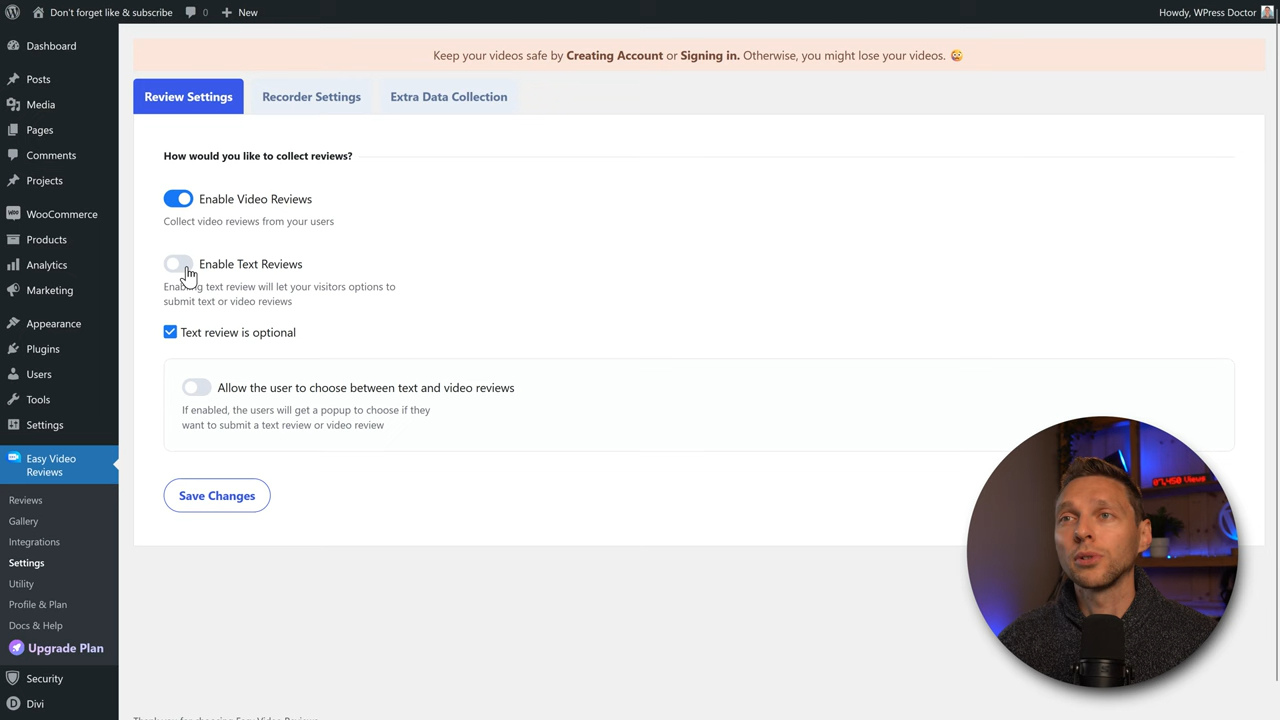 Don't forget like & subscribe
0
New
Howdy, WPress Doctor
Dashboard
Posts
Media
Pages
Comments
Projects
WooCommerce
Products
Analytics
Marketing
Appearance
Plugins
Users
Tools
Settings
Easy Video
Reviews
Reviews
Gallery
Integrations
Settings
Utility
Profile & Plan
Docs & Help
Upgrade Plan
Security
Divi
Keep your videos safe by Creating Account or Signing in. Otherwise, you might lose your videos.
Review Settings
Recorder Settings
Extra Data Collection
How would you like to collect reviews?
Enable Video Reviews
Collect video reviews from your users
Enable Text Reviews
Enabling text review will let your visitors options to
submit text or video reviews
Text review is optional
Allow the user to choose between text and video reviews
If enabled, the users will get a popup to choose if they
want to submit a text review or video review
Save Changes